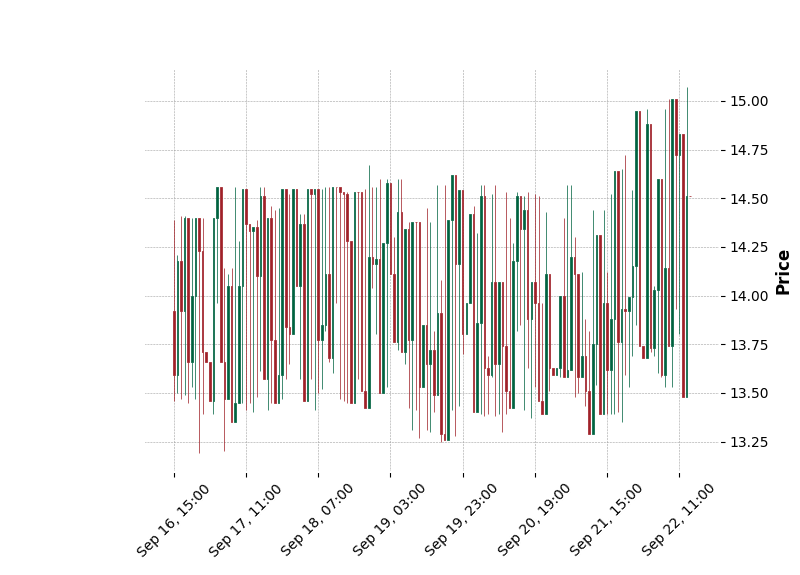 15.00
14.75
14.50
14.25
14.00
13.75
13.50
13.25
Price
Sep 16, 15:00
Sep 17, 11:00
Sep 18, 07:00
Sep 19, 03:00
Sep 19, 23:00
Sep 20, 19:00
Sep 21, 15:00
Sep 22, 11:00